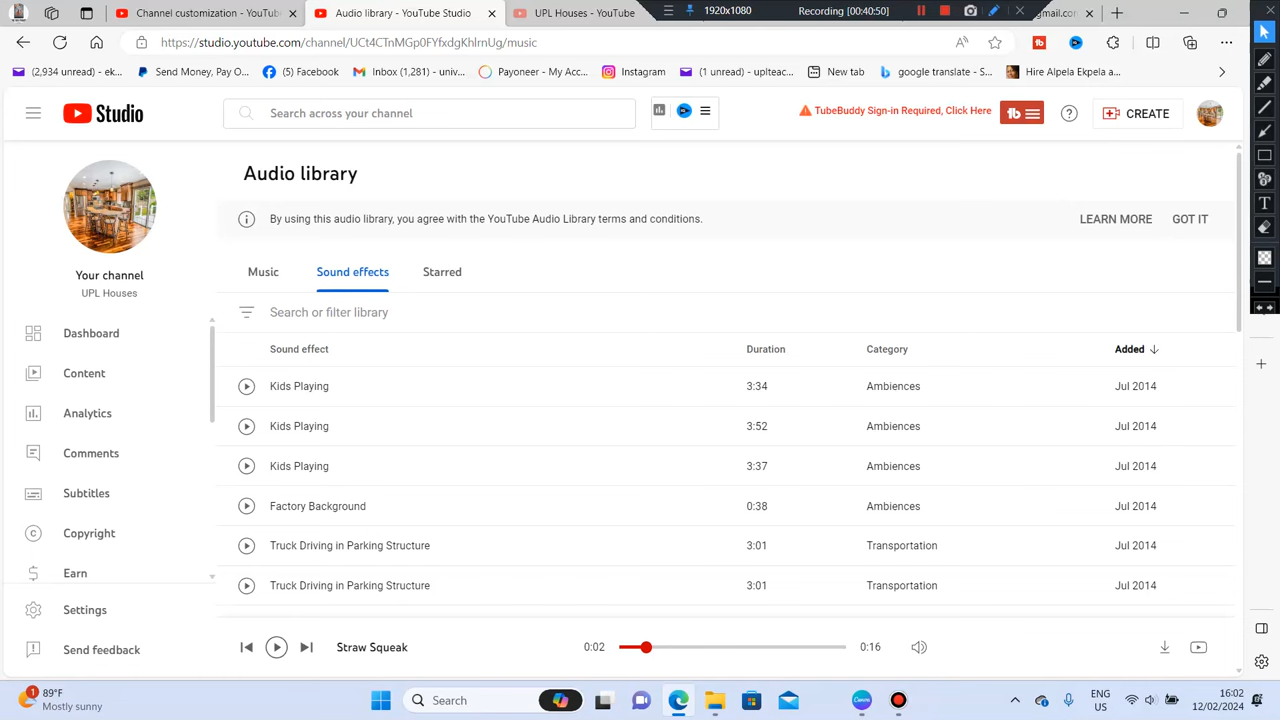 Channel customisation - YouTu
Audio library - YouTube Studio
UPL House - YouTube
1920x1080
Recording [00:40:50]
gmail.co
https://studio.youtube.com/channel/UCt4CTnMGp0FYfxdgKhlrnUg/music
(2,934 unread) - ek...
Send Money, Pay O...
(5) Facebook
Inbox (1,281) - univ...
Payoneer - Global P...
Instagram
(1 unread) - uplteac...
New tab
google translate - S...
Hire Alpela Ekpela a...
Studio
Search across your channel
TubeBuddy Sign-in Required, Click Here
tb
CREATE
Audio library
By using this audio library, you agree with the YouTube Audio Library terms and conditions.
LEARN MORE
GOT IT
Your channel
UPL Houses
Music
Sound effects
Starred
Search or filter library
Dashboard
Content
Analytics
Comments
Subtitles
Copyright
Earn
Settings
Send feedback
Sound effect
Duration
Category
Added
Kids Playing
3:34
Ambiences
Jul 2014
Kids Playing
3:52
Ambiences
Jul 2014
Kids Playing
3:37
Ambiences
Jul 2014
Factory Background
0:38
Ambiences
Jul 2014
Truck Driving in Parking Structure
3:01
Transportation
Jul 2014
Truck Driving in Parking Structure
3:01
Transportation
Jul 2014
Straw Squeak
0:02
0:16
1
89°F
Mostly sunny
Search
ENG
US
16:02
12/02/2024